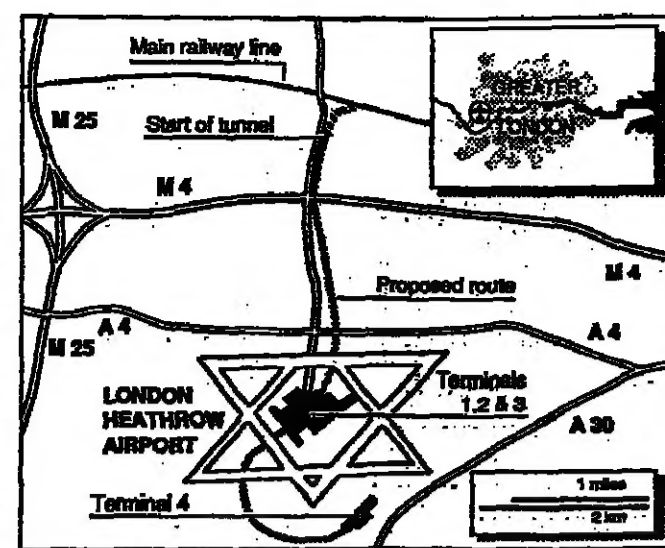 Main railway line
GREATER
LONDON
M 25
Start of tunnel
M 4
M 4
Proposed route
A 4
A 4
M 25
LONDON
HEATHROW
AIRPORT
Terminals
1,2 & 3
A 30
Terminal 4
1 miles
2 km